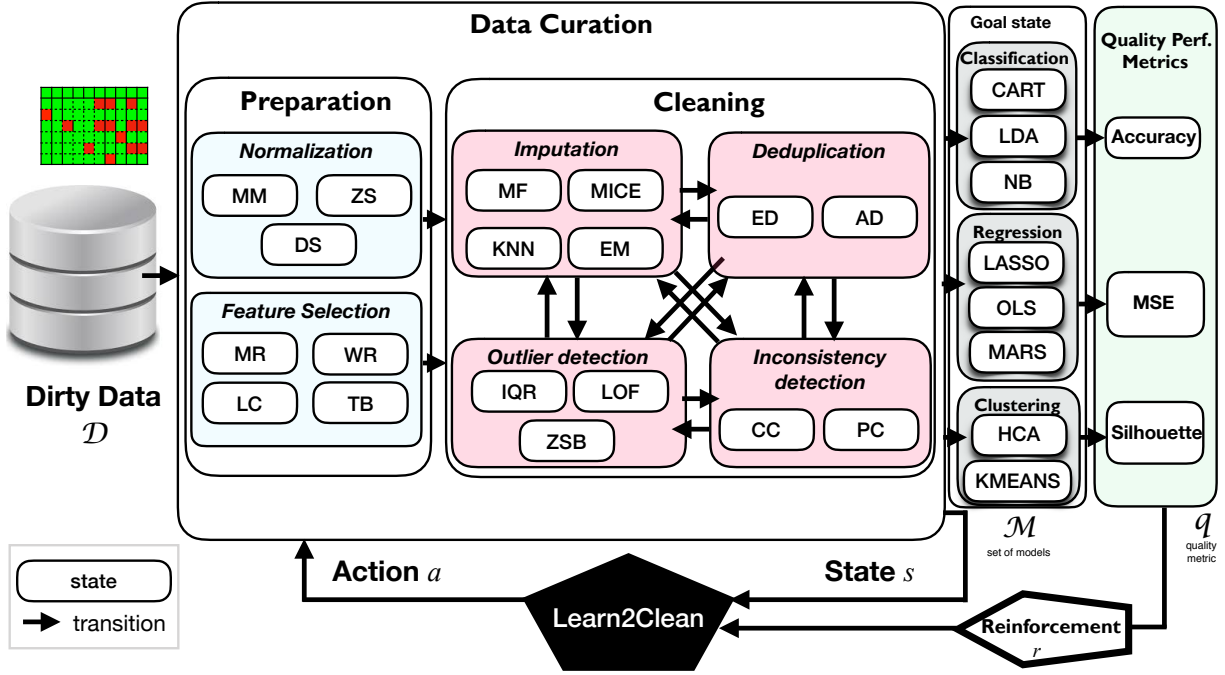 Data Curation
Preparation
Normalization
MM
ZS
DS
Feature Selection
MR
WR
LC
TB
Cleaning
Imputation
MF
MICE
KNN
EM
Deduplication
ED
AD
Outlier detection
IQR
LOF
ZSB
Inconsistency
detection
CC
PC
Goal state
Classification
CART
LDA
NB
Regression
LASSO
OLS
MARS
Clustering
HCA
KMEANS
Quality Perf.
Metrics
Accuracy
MSE
Silhouette
Dirty Data
𝒟
ℳ
set of models
q
quality
metric
state
transition
Action a
Learn2Clean
State s
Reinforcement
r